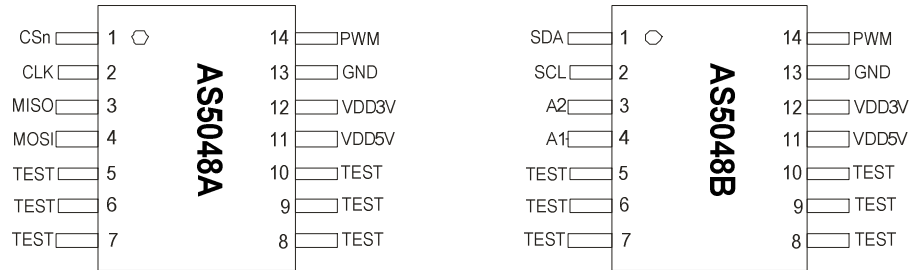 CSn 1 14 PWM
CLK 2 13 GND
MISO 3 12 VDD3V
MOSI 4 11 VDD5V
TEST 5 10 TEST
TEST 6 9 TEST
TEST 7 8 TEST
AS5048A
SDA 1 14 PWM
SCL 2 13 GND
A2 3 12 VDD3V
A1 4 11 VDD5V
TEST 5 10 TEST
TEST 6 9 TEST
TEST 7 8 TEST
AS5048B